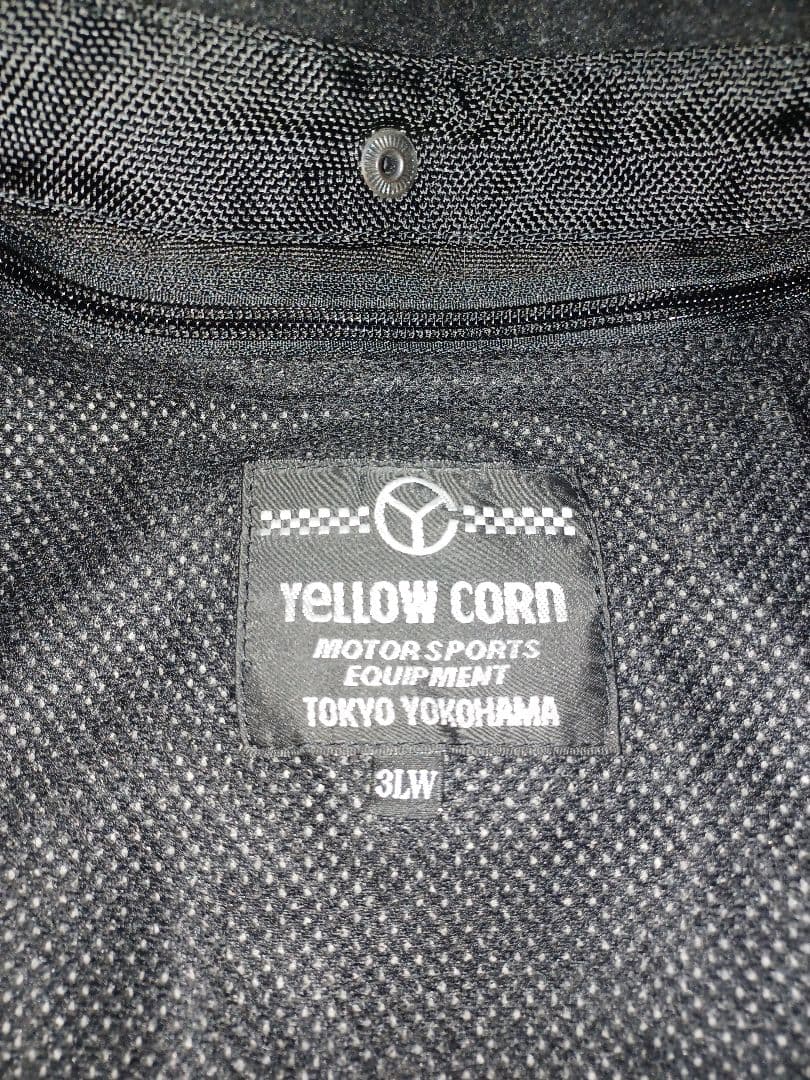 YeLLOW CORn
MOTOR SPORTS
EQUIPMENT
TOKYO YOKOHAMA
3LW